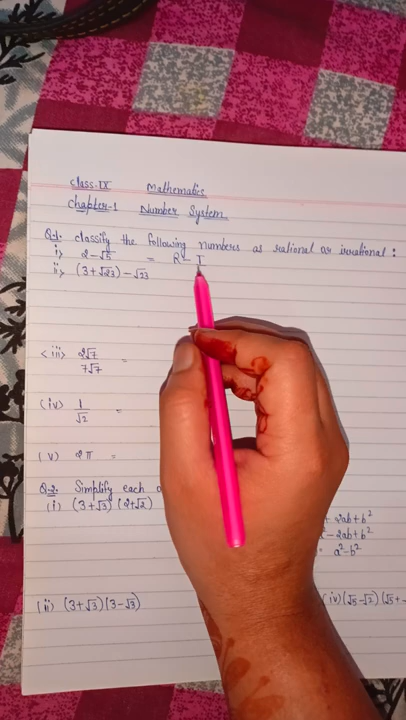 Class-IX Mathematics
Chapter-1 Number System
Q.1. Classify the following numbers as rational or irrational:
i) 2-√5 = R - I
ii) (3+√23)-√23
(iii) 2√7/7√7 =
(iv) 1/√2 =
(v) 2π =
Q.2. Simplify each o
(i) (3+√3)(2+√2)
+ 2ab+b²
- 2ab+b²
= a²-b²
(ii) (3+√3)(3-√3)
(iv) (√5-√2)(√5+